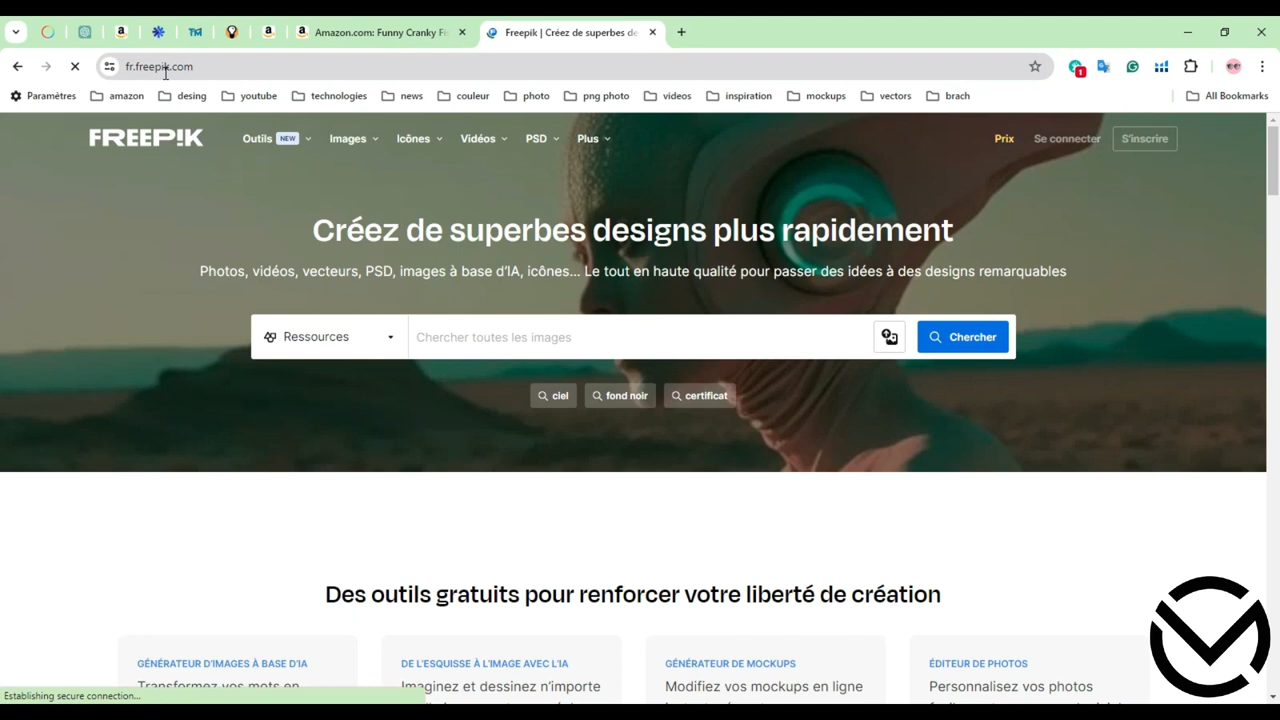 Amazon.com: Funny Cranky Fi
Freepik | Créez de superbes de
fr.freepik.com
Paramètres amazon desing youtube technologies news couleur photo png photo videos inspiration mockups vectors brach All Bookmarks
1
FREEPIK Outils NEW Images Icônes Vidéos PSD Plus Prix Se connecter S'inscrire
Créez de superbes designs plus rapidement
Photos, vidéos, vecteurs, PSD, images à base d'IA, icônes... Le tout en haute qualité pour passer des idées à des designs remarquables
Ressources Chercher toutes les images Chercher
ciel fond noir certificat
Des outils gratuits pour renforcer votre liberté de création
GÉNÉRATEUR D'IMAGES À BASE D'IA DE L'ESQUISSE À L'IMAGE AVEC L'IA GÉNÉRATEUR DE MOCKUPS ÉDITEUR DE PHOTOS
Transformez vos mots en Imaginez et dessinez n'importe Modifiez vos mockups en ligne Personnalisez vos photos
Establishing secure connection...